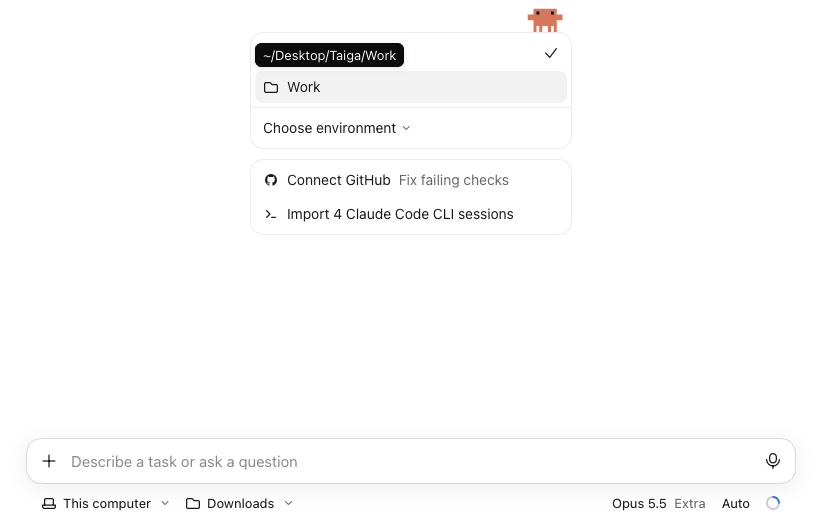 ~/Desktop/Taiga/Work
Work
Choose environment
Connect GitHub Fix failing checks
Import 4 Claude Code CLI sessions
Describe a task or ask a question
This computer Downloads Opus 5.5 Extra Auto